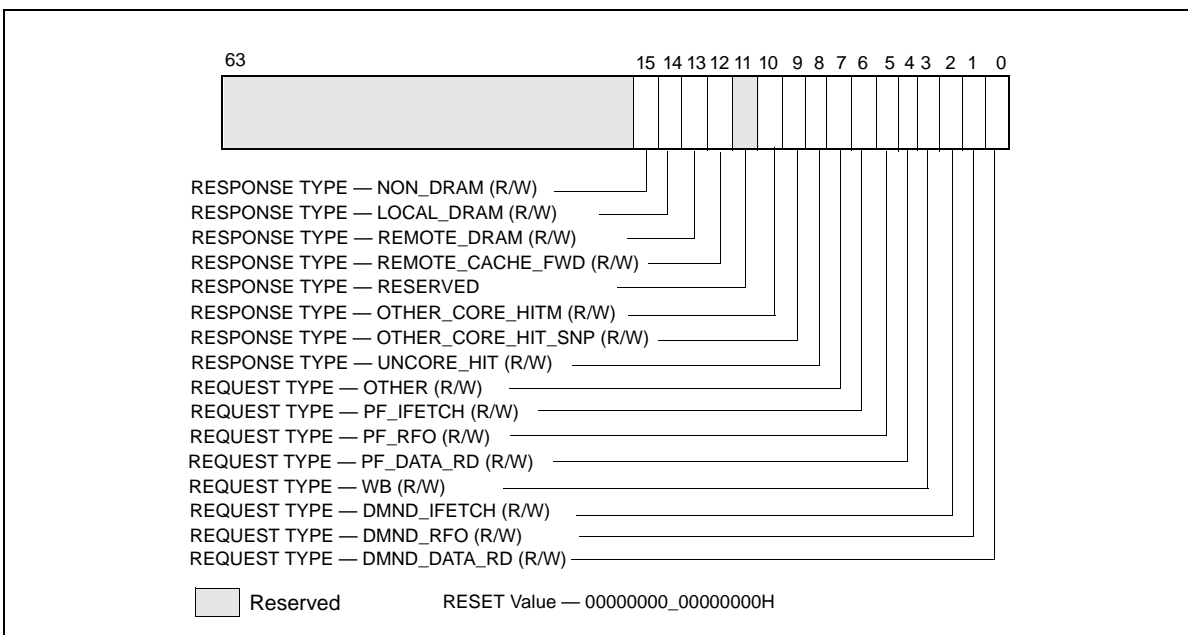 63 15 14 13 12 11 10 9 8 7 6 5 4 3 2 1 0
RESPONSE TYPE — NON_DRAM (R/W)
RESPONSE TYPE — LOCAL_DRAM (R/W)
RESPONSE TYPE — REMOTE_DRAM (R/W)
RESPONSE TYPE — REMOTE_CACHE_FWD (R/W)
RESPONSE TYPE — RESERVED
RESPONSE TYPE — OTHER_CORE_HITM (R/W)
RESPONSE TYPE — OTHER_CORE_HIT_SNP (R/W)
RESPONSE TYPE — UNCORE_HIT (R/W)
REQUEST TYPE — OTHER (R/W)
REQUEST TYPE — PF_IFETCH (R/W)
REQUEST TYPE — PF_RFO (R/W)
REQUEST TYPE — PF_DATA_RD (R/W)
REQUEST TYPE — WB (R/W)
REQUEST TYPE — DMND_IFETCH (R/W)
REQUEST TYPE — DMND_RFO (R/W)
REQUEST TYPE — DMND_DATA_RD (R/W)
Reserved RESET Value — 00000000_00000000H